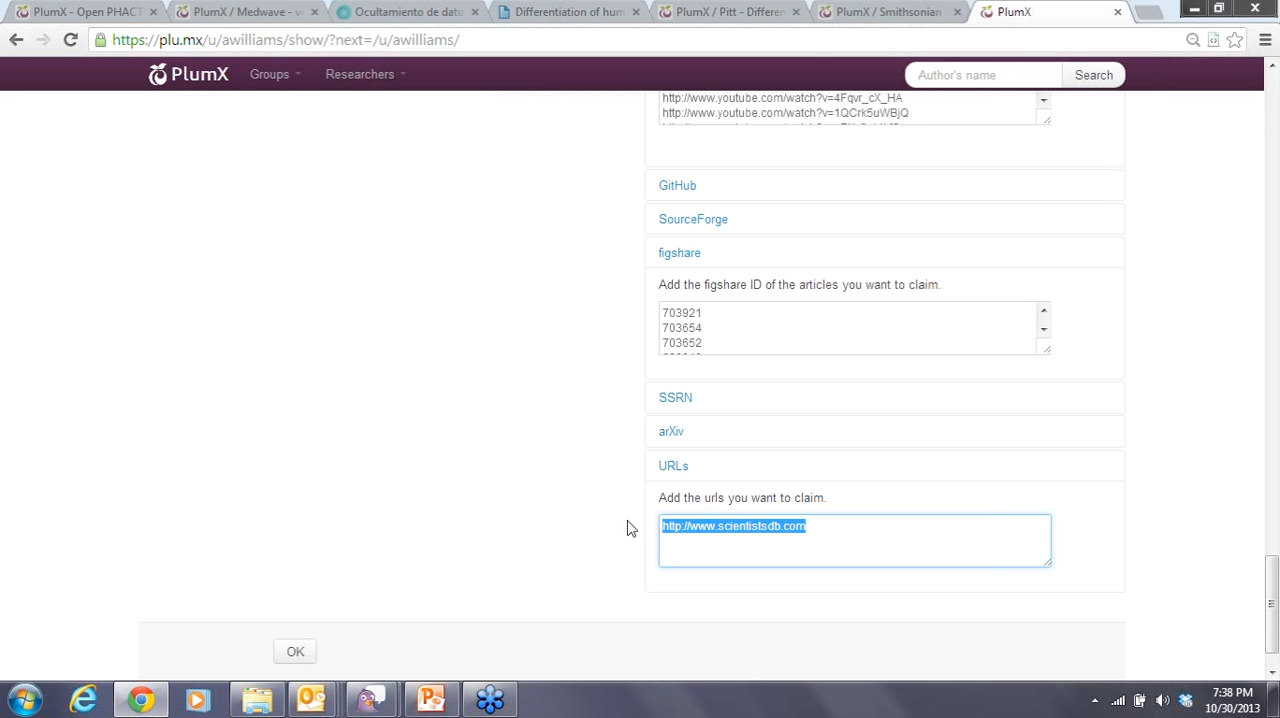 PlumX - Open PHACT
PlumX / Medwave - v
Ocultamiento de dato
Differentiation of hum
PlumX / Pitt - Differen
PlumX / Smithsonian
PlumX
https://plu.mx/u/awilliams/show/?next=/u/awilliams/
PlumX
Groups
Researchers
Author's name
Search
http://www.youtube.com/watch?v=4Fqvr_cX_HA
http://www.youtube.com/watch?v=1QCrk5uWBjQ
GitHub
SourceForge
figshare
Add the figshare ID of the articles you want to claim.
703921
703654
703652
SSRN
arXiv
URLs
Add the urls you want to claim.
http://www.scientistsdb.com
OK
7:38 PM
10/30/2013